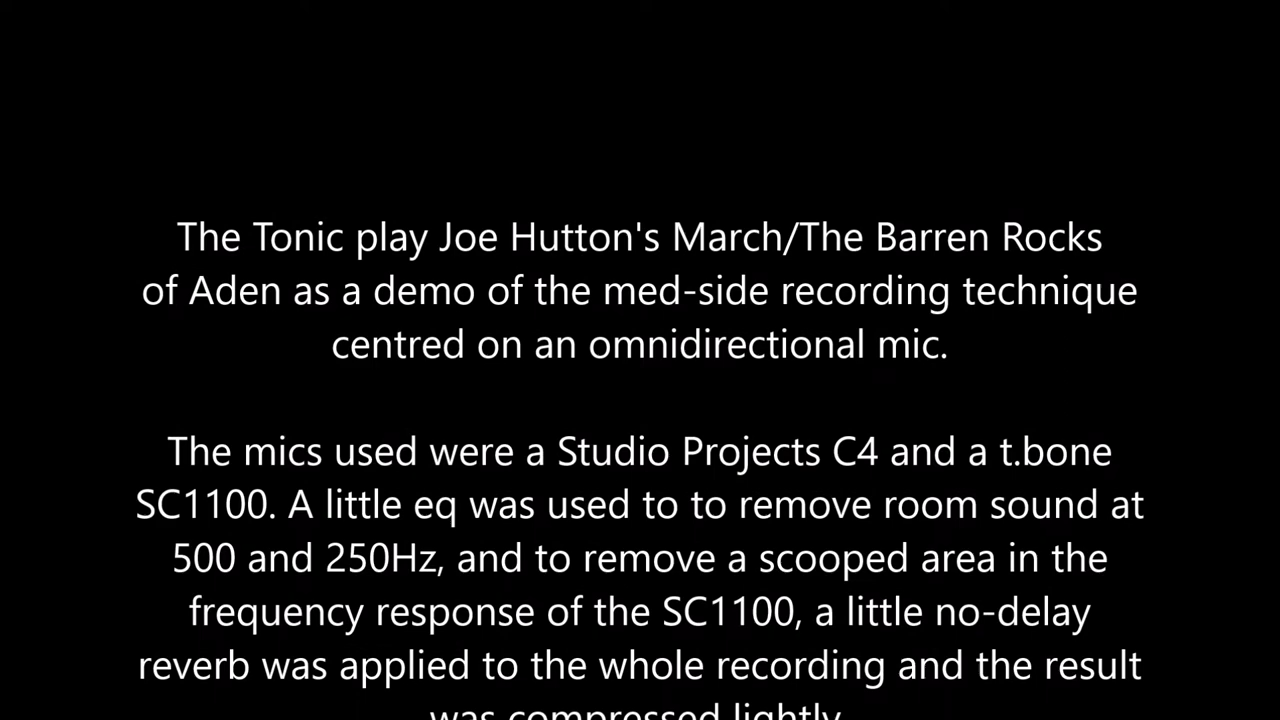 The Tonic play Joe Hutton's March/The Barren Rocks
of Aden as a demo of the med-side recording technique
centred on an omnidirectional mic.
The mics used were a Studio Projects C4 and a t.bone
SC1100. A little eq was used to to remove room sound at
500 and 250Hz, and to remove a scooped area in the
frequency response of the SC1100, a little no-delay
reverb was applied to the whole recording and the result
was compressed lightly